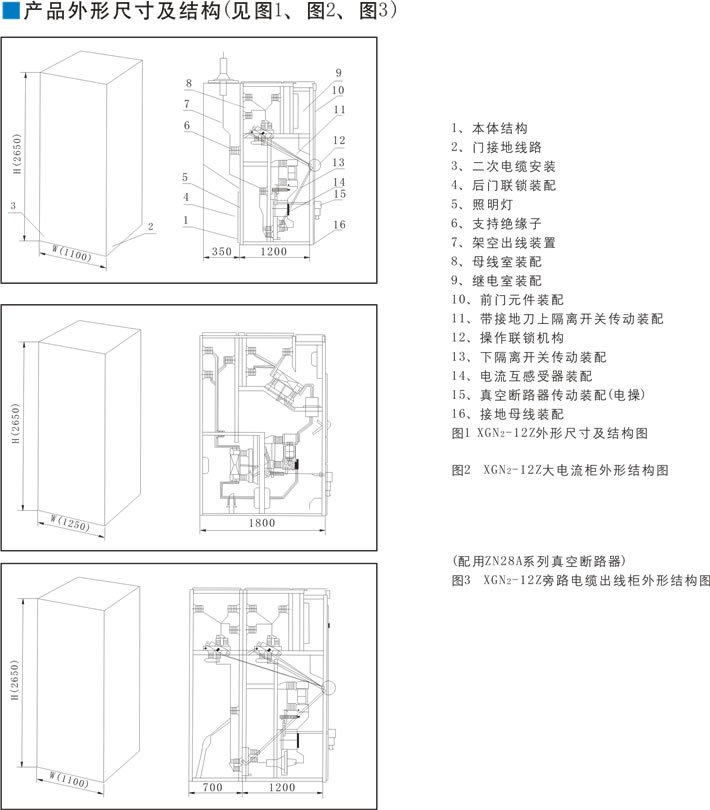 产品外形尺寸及结构(见图1、图2、图3)
H(2650)
W(1100)
3
2
8
7
6
5
4
1
9
10
11
12
13
14
15
16
350
1200
1、本体结构
2、门接地线路
3、二次电缆安装
4、后门联锁装配
5、照明灯
6、支持绝缘子
7、架空出线装置
8、母线室装配
9、继电室装配
10、前门元件装配
11、带接地刀上隔离开关传动装配
12、操作联锁机构
13、下隔离开关传动装配
14、电流互感受器装配
15、真空断路器传动装配(电操)
16、接地母线装配
图1 XGN2-12Z外形尺寸及结构图
H(2650)
W(1250)
1800
图2 XGN2-12Z大电流柜外形结构图
(配用ZN28A系列真空断路器)
图3 XGN2-12Z旁路电缆出线柜外形结构图
H(2650)
W(1100)
700
1200